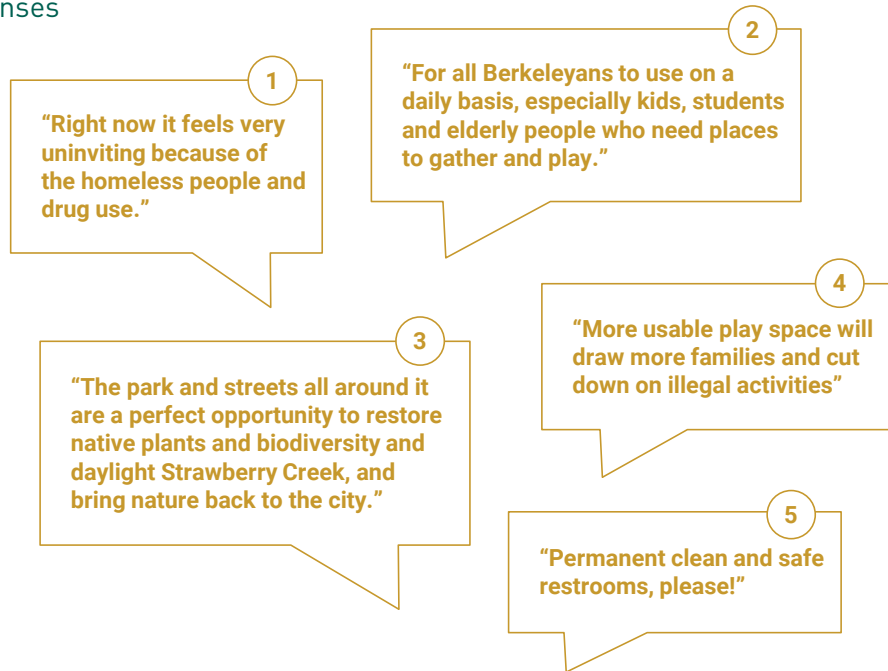 nses
1
“Right now it feels very
uninviting because of
the homeless people and
drug use.”
2
“For all Berkeleyans to use on a
daily basis, especially kids, students
and elderly people who need places
to gather and play.”
3
“The park and streets all around it
are a perfect opportunity to restore
native plants and biodiversity and
daylight Strawberry Creek, and
bring nature back to the city.”
4
“More usable play space will
draw more families and cut
down on illegal activities”
5
“Permanent clean and safe
restrooms, please!”